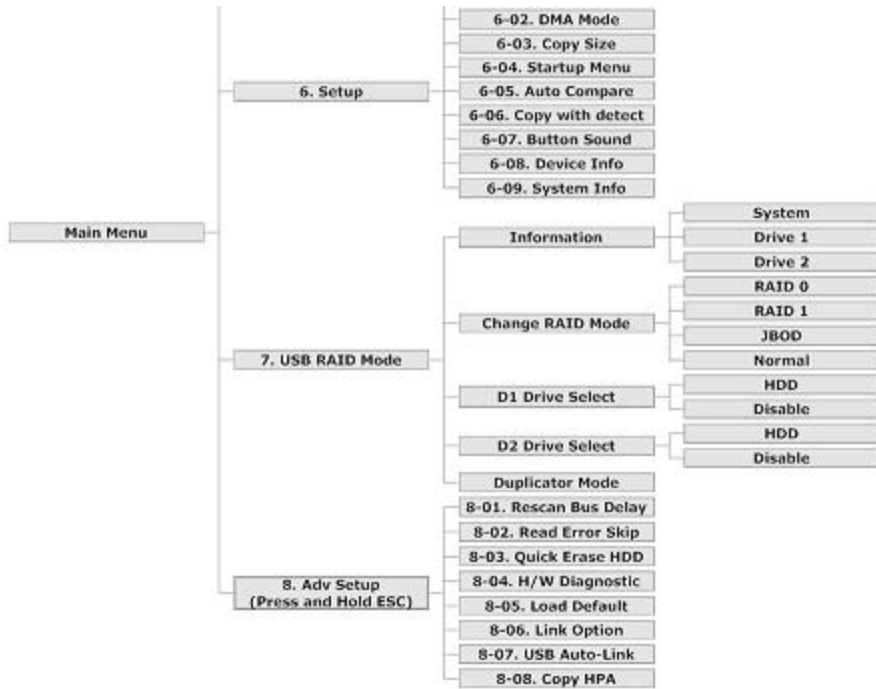 6-02. DMA Mode
6-03. Copy Size
6-04. Startup Menu
6. Setup
6-05. Auto Compare
6-06. Copy with detect
6-07. Button Sound
6-08. Device Info
6-09. System Info
Main Menu
Information
System
Drive 1
Drive 2
Change RAID Mode
RAID 0
RAID 1
JBOD
Normal
7. USB RAID Mode
D1 Drive Select
HDD
Disable
D2 Drive Select
HDD
Disable
Duplicator Mode
8-01. Rescan Bus Delay
8-02. Read Error Skip
8-03. Quick Erase HDD
8. Adv Setup
(Press and Hold ESC)
8-04. H/W Diagnostic
8-05. Load Default
8-06. Link Option
8-07. USB Auto-Link
8-08. Copy HPA